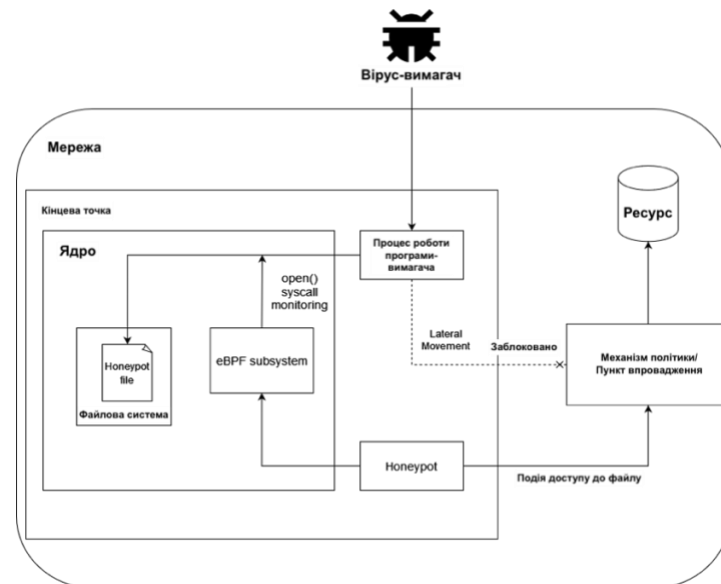 Вірус-вимагач
Мережа
Кінцева точка
Ядро
Процес роботи
програми-
вимагача
Ресурс
open()
syscall
monitoring
Honeypot
file
Файлова система
eBPF subsystem
Lateral
Movement
Заблоковано
Механізм політики/
Пункт впровадження
Honeypot
Подія доступу до файлу